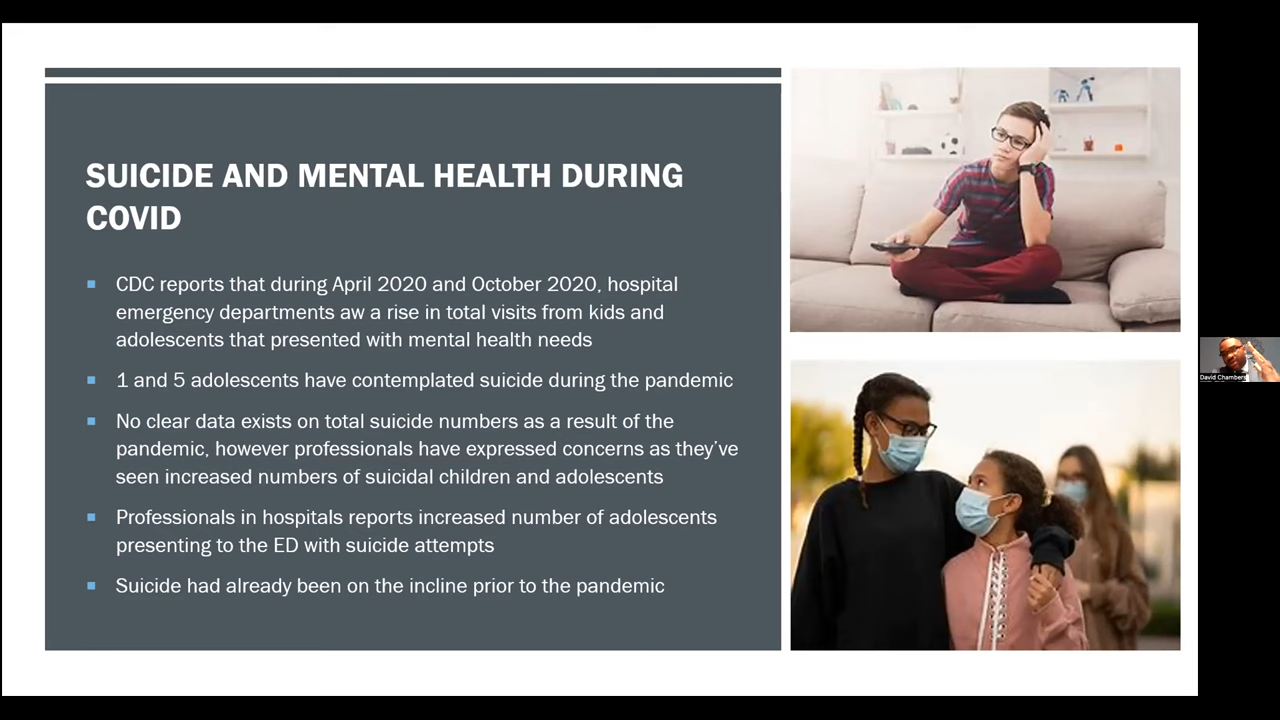 SUICIDE AND MENTAL HEALTH DURING
COVID
CDC reports that during April 2020 and October 2020, hospital
emergency departments aw a rise in total visits from kids and
adolescents that presented with mental health needs
1 and 5 adolescents have contemplated suicide during the pandemic
No clear data exists on total suicide numbers as a result of the
pandemic, however professionals have expressed concerns as they've
seen increased numbers of suicidal children and adolescents
Professionals in hospitals reports increased number of adolescents
presenting to the ED with suicide attempts
Suicide had already been on the incline prior to the pandemic
David Chambers